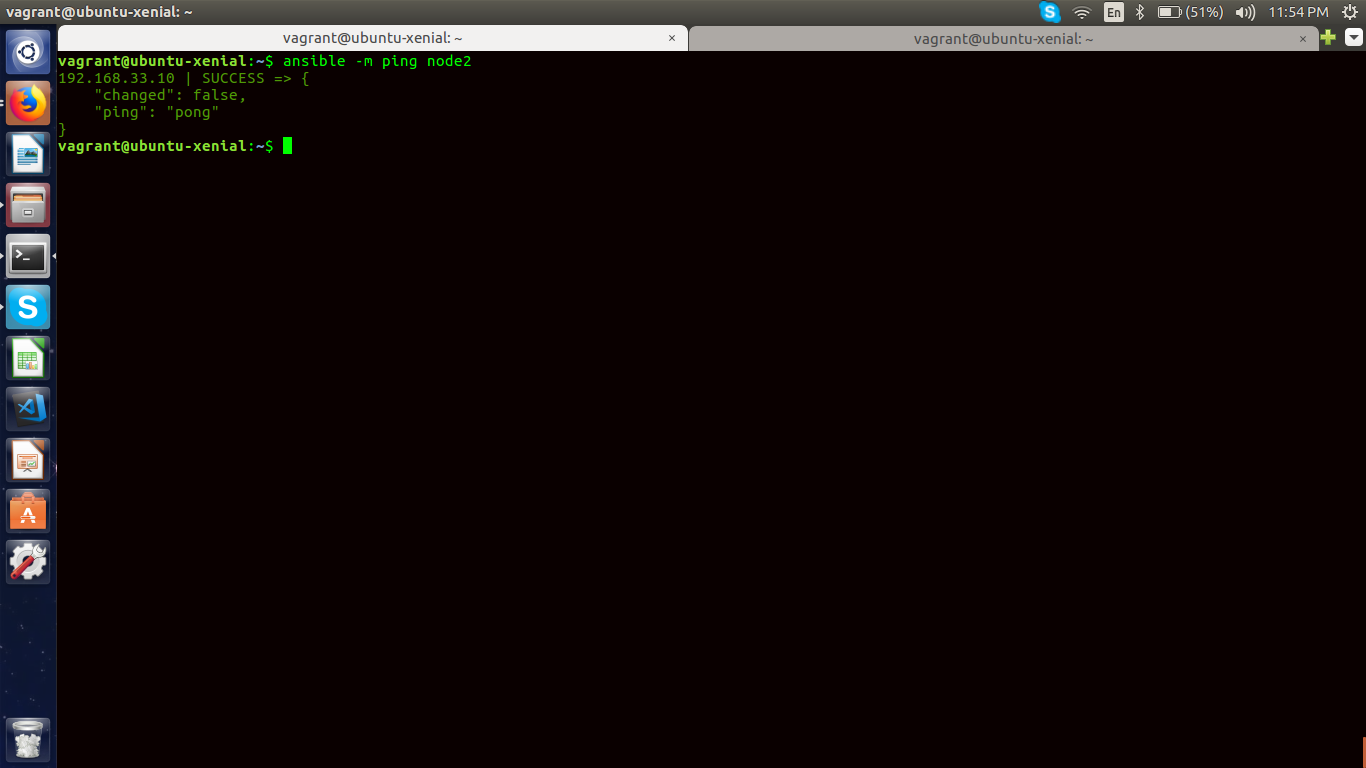 vagrant@ubuntu-xenial: ~
En
(51%)
11:54 PM
vagrant@ubuntu-xenial: ~ ×
vagrant@ubuntu-xenial: ~ ×
vagrant@ubuntu-xenial:~$ ansible -m ping node2
192.168.33.10 | SUCCESS => {
    "changed": false,
    "ping": "pong"
}
vagrant@ubuntu-xenial:~$